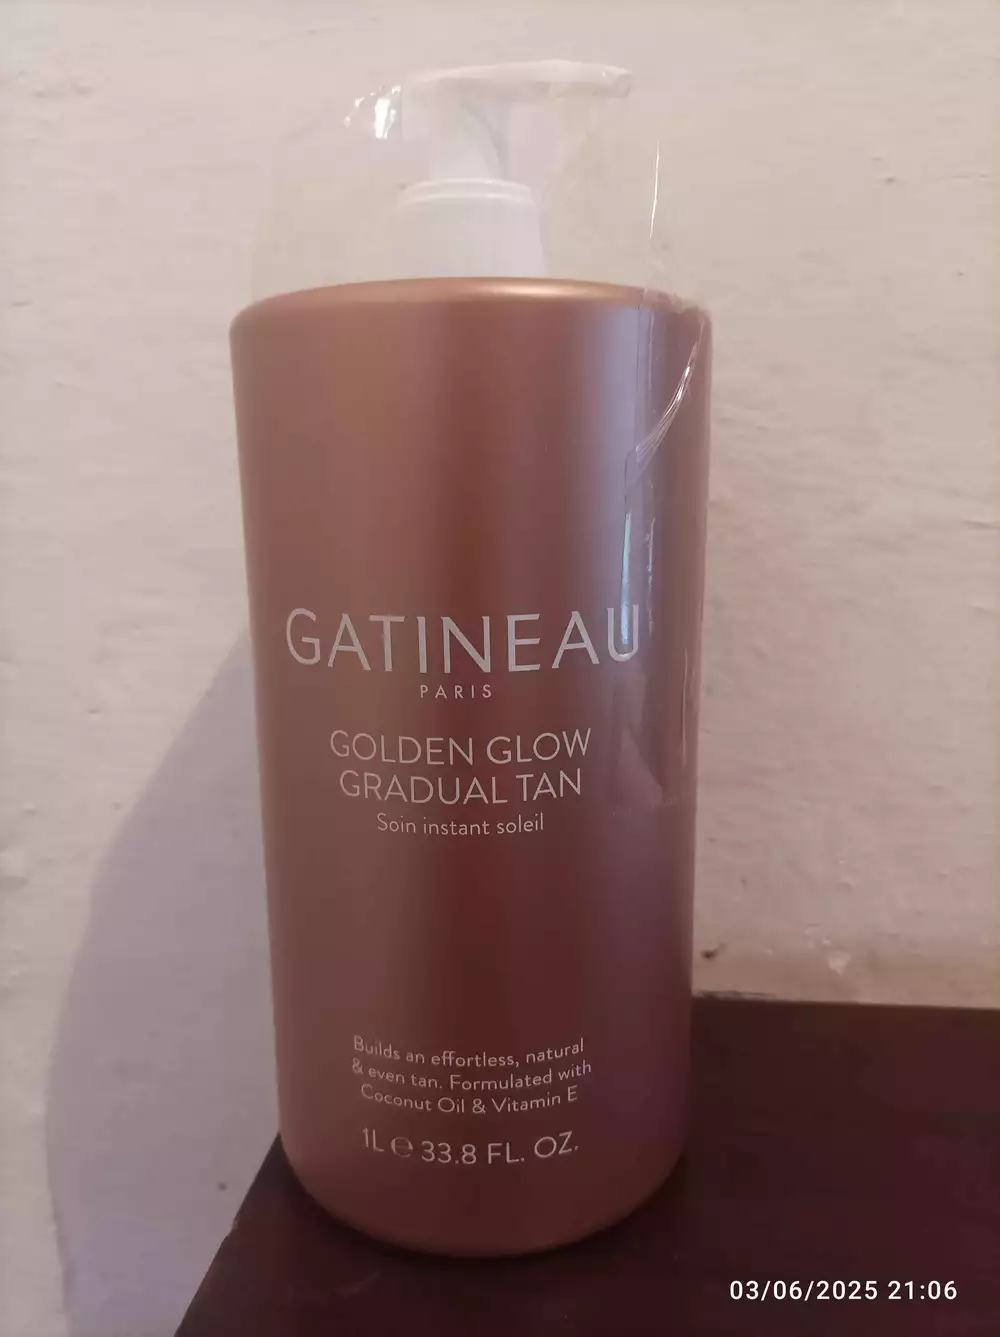 GATINEAU
PARIS
GOLDEN GLOW
GRADUAL TAN
Soin instant soleil
Builds an effortless, natural
& even tan. Formulated with
Coconut Oil & Vitamin E
1L ℮ 33.8 FL. OZ.
03/06/2025 21:06